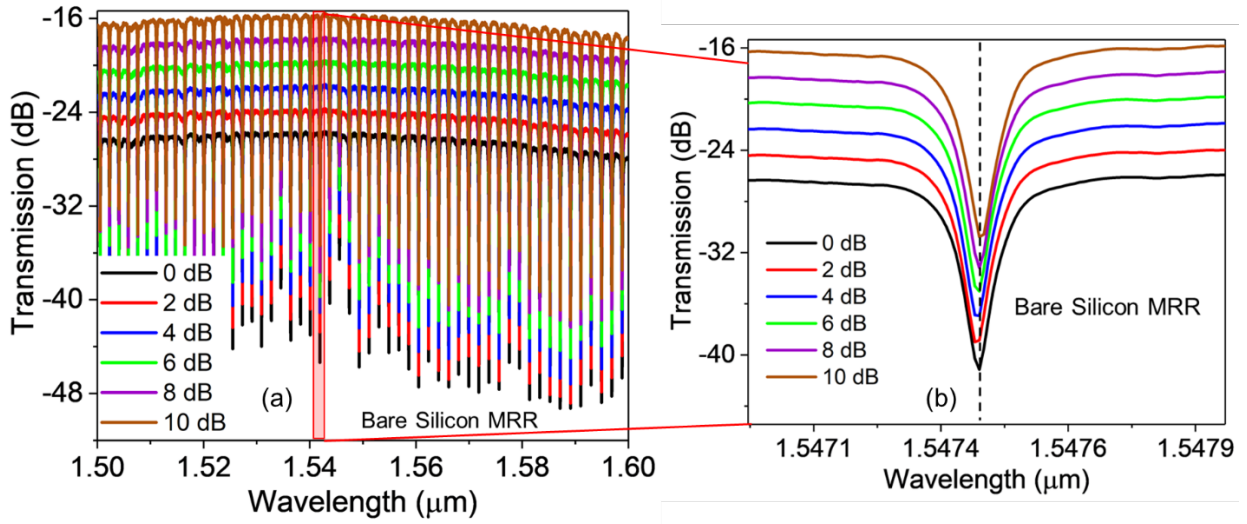 -16
-24
-32
-40
-48
Transmission (dB)
0 dB
2 dB
4 dB
6 dB
8 dB
10 dB
(a)
Bare Silicon MRR
1.50 1.52 1.54 1.56 1.58 1.60
Wavelength (μm)
-16
-24
-32
-40
Transmission (dB)
0 dB
2 dB
4 dB
6 dB
8 dB
10 dB
Bare Silicon MRR
(b)
1.5471 1.5474 1.5476 1.5479
Wavelength (μm)